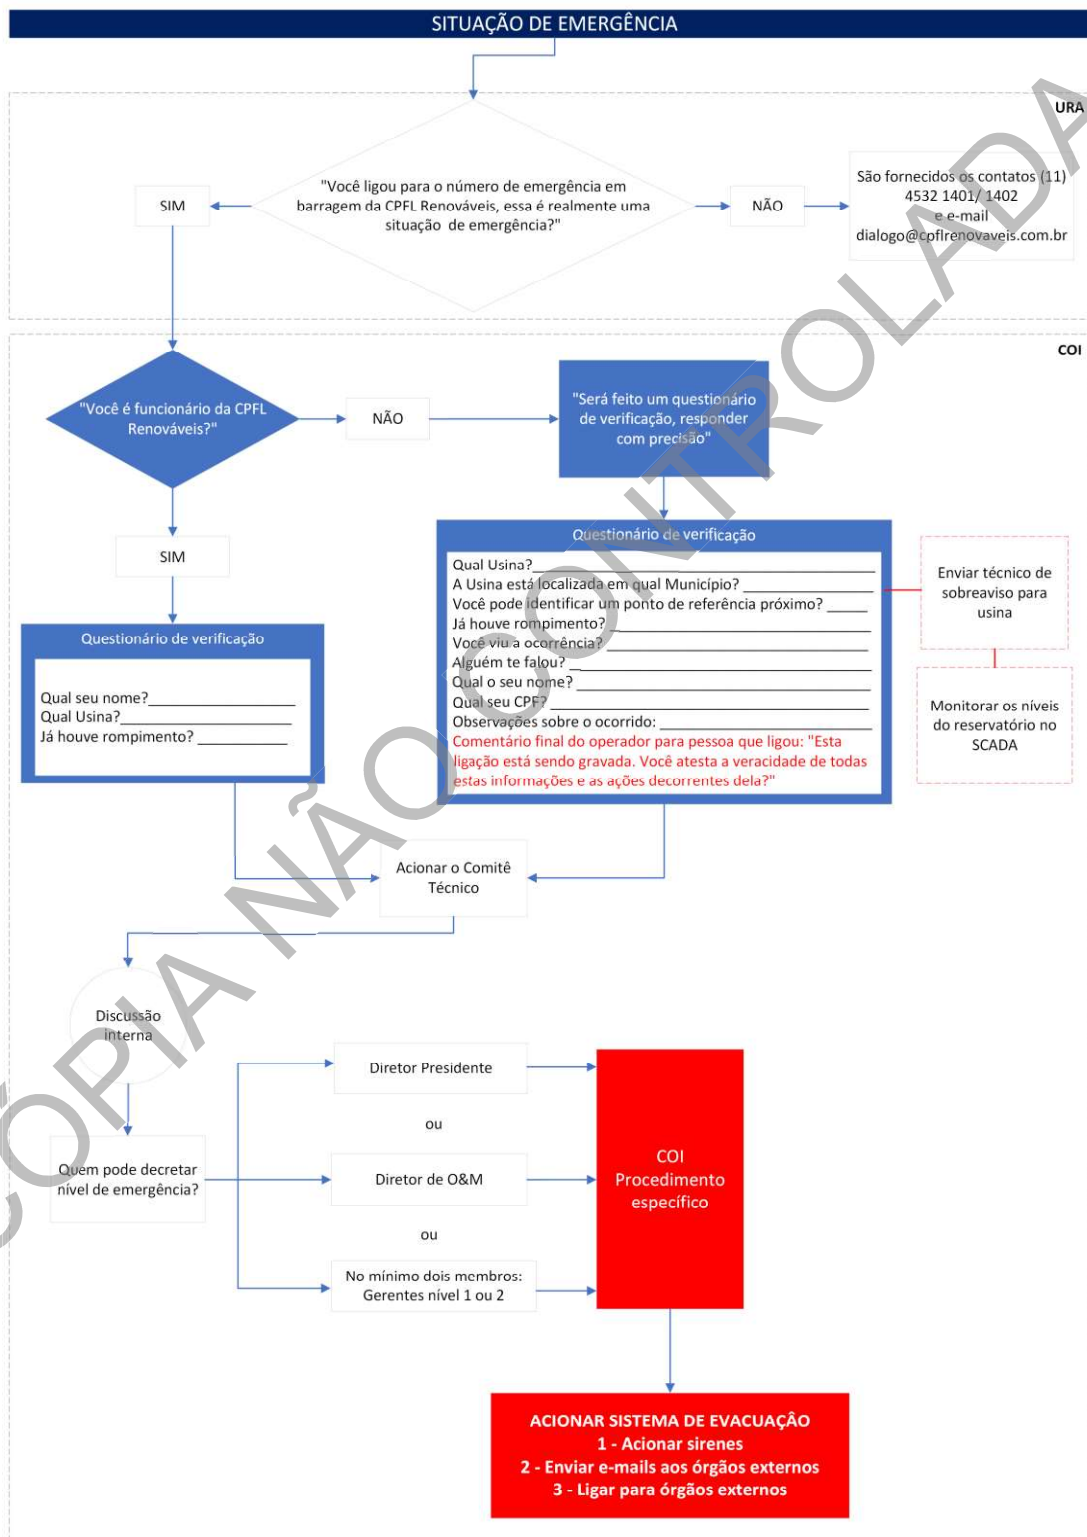 SITUAÇÃO DE EMERGÊNCIA
URA
"Você ligou para o número de emergência em
barragem da CPFL Renováveis, essa é realmente uma
situação de emergência?"
SIM
NÃO
São fornecidos os contatos (11)
4532 1401/ 1402
e e-mail
dialogo@cpflrenovaveis.com.br
COI
"Você é funcionário da CPFL
Renováveis?"
NÃO
"Será feito um questionário
de verificação, responder
com precisão"
SIM
Questionário de verificação
Qual seu nome?
Qual Usina?
Já houve rompimento?
Questionário de verificação
Qual Usina?
A Usina está localizada em qual Município?
Você pode identificar um ponto de referência próximo?
Já houve rompimento?
Você viu a ocorrência?
Alguém te falou?
Qual o seu nome?
Qual seu CPF?
Observações sobre o ocorrido:
Comentário final do operador para pessoa que ligou: "Esta
ligação está sendo gravada. Você atesta a veracidade de todas
estas informações e as ações decorrentes dela?"
Enviar técnico de
sobreaviso para
usina
Monitorar os níveis
do reservatório no
SCADA
Acionar o Comitê
Técnico
Discussão
interna
Quem pode decretar
nível de emergência?
Diretor Presidente
ou
Diretor de O&M
ou
No mínimo dois membros:
Gerentes nível 1 ou 2
COI
Procedimento
específico
ACIONAR SISTEMA DE EVACUAÇÂO
1 - Acionar sirenes
2 - Enviar e-mails aos órgãos externos
3 - Ligar para órgãos externos
CÓPIA NÃO CONTROLADA